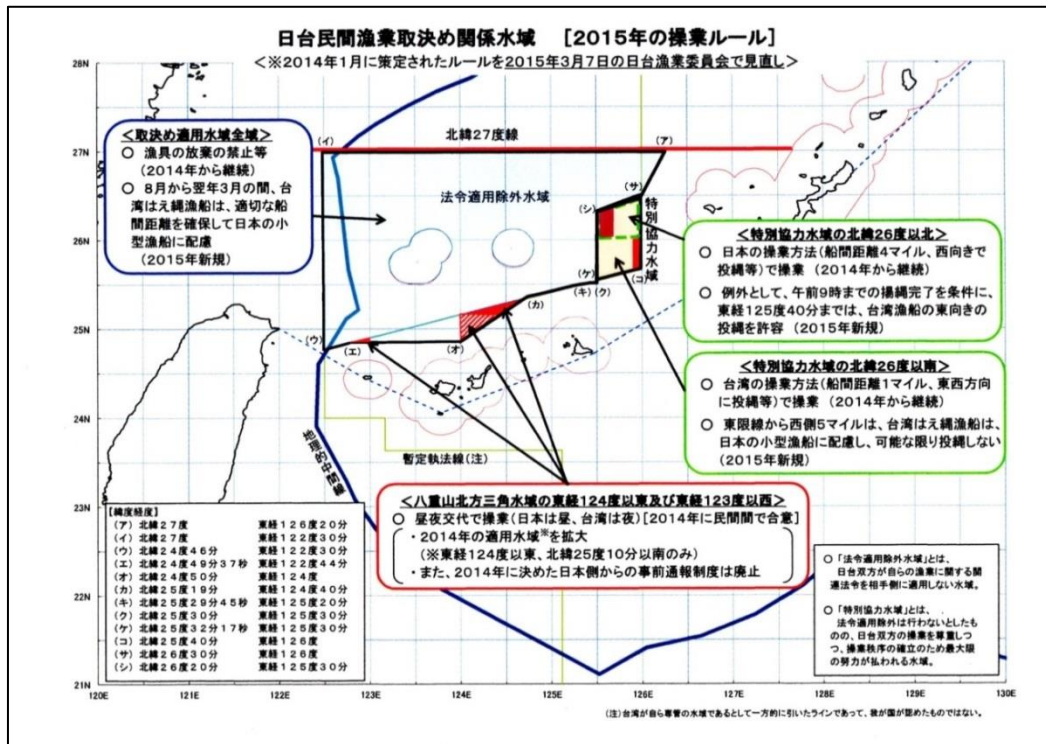 日台民間漁業取決め関係水域 [2015年の操業ルール]
<※2014年1月に策定されたルールを2015年3月7日の日台漁業委員会で見直し>
28N
27N
26N
25N
24N
23N
22N
21N
120E
121E
122E
123E
124E
125E
126E
127E
128E
129E
130E
北緯27度線
(イ)
(ア)
(サ)
(シ)
(ケ)
(コ)
(キ)
(ク)
(カ)
(オ)
(エ)
(ウ)
法令適用除外水域
特別協力水域
地理的中間線
暫定執法線(注)
<取決め適用水域全域>
○ 漁具の放棄の禁止等
(2014年から継続)
○ 8月から翌年3月の間、台
湾はえ縄漁船は、適切な船
間距離を確保して日本の小
型漁船に配慮
(2015年新規)
<特別協力水域の北緯26度以北>
○ 日本の操業方法(船間距離4マイル、西向きで
投縄等)で操業 (2014年から継続)
○ 例外として、午前9時までの揚縄完了を条件に、
東経125度40分までは、台湾漁船の東向きの
投縄を許容 (2015年新規)
<特別協力水域の北緯26度以南>
○ 台湾の操業方法(船間距離1マイル、東西方向
に投縄等)で操業 (2014年から継続)
○ 東限線から西側5マイルは、台湾はえ縄漁船は、
日本の小型漁船に配慮し、可能な限り投縄しない
(2015年新規)
<八重山北方三角水域の東経124度以東及び東経123度以西>
○ 昼夜交代で操業(日本は昼、台湾は夜)[2014年に民間間で合意]
・2014年の適用水域※を拡大
(※東経124度以東、北緯25度10分以南のみ)
・また、2014年に決めた日本側からの事前通報制度は廃止
【緯度経度】
(ア)北緯27度 東経126度20分
(イ)北緯27度 東経122度30分
(ウ)北緯24度46分 東経122度30分
(エ)北緯24度49分37秒 東経122度44分
(オ)北緯24度50分 東経124度
(カ)北緯25度19分 東経124度40分
(キ)北緯25度29分45秒 東経125度20分
(ク)北緯25度30分 東経125度30分
(ケ)北緯25度32分17秒 東経125度30分
(コ)北緯25度40分 東経126度
(サ)北緯26度30分 東経126度
(シ)北緯26度20分 東経125度30分
○ 「法令適用除外水域」とは、
日台双方が自らの漁業に関する関
連法令を相手側に適用しない水域。
○ 「特別協力水域」とは、
法令適用除外は行わないとしたも
のの、日台双方の操業を尊重しつ
つ、操業秩序の確立のため最大限
の努力が払われる水域。
(注)台湾が自ら専管の水域であるとして一方的に引いたラインであって、我が国が認めたものではない。